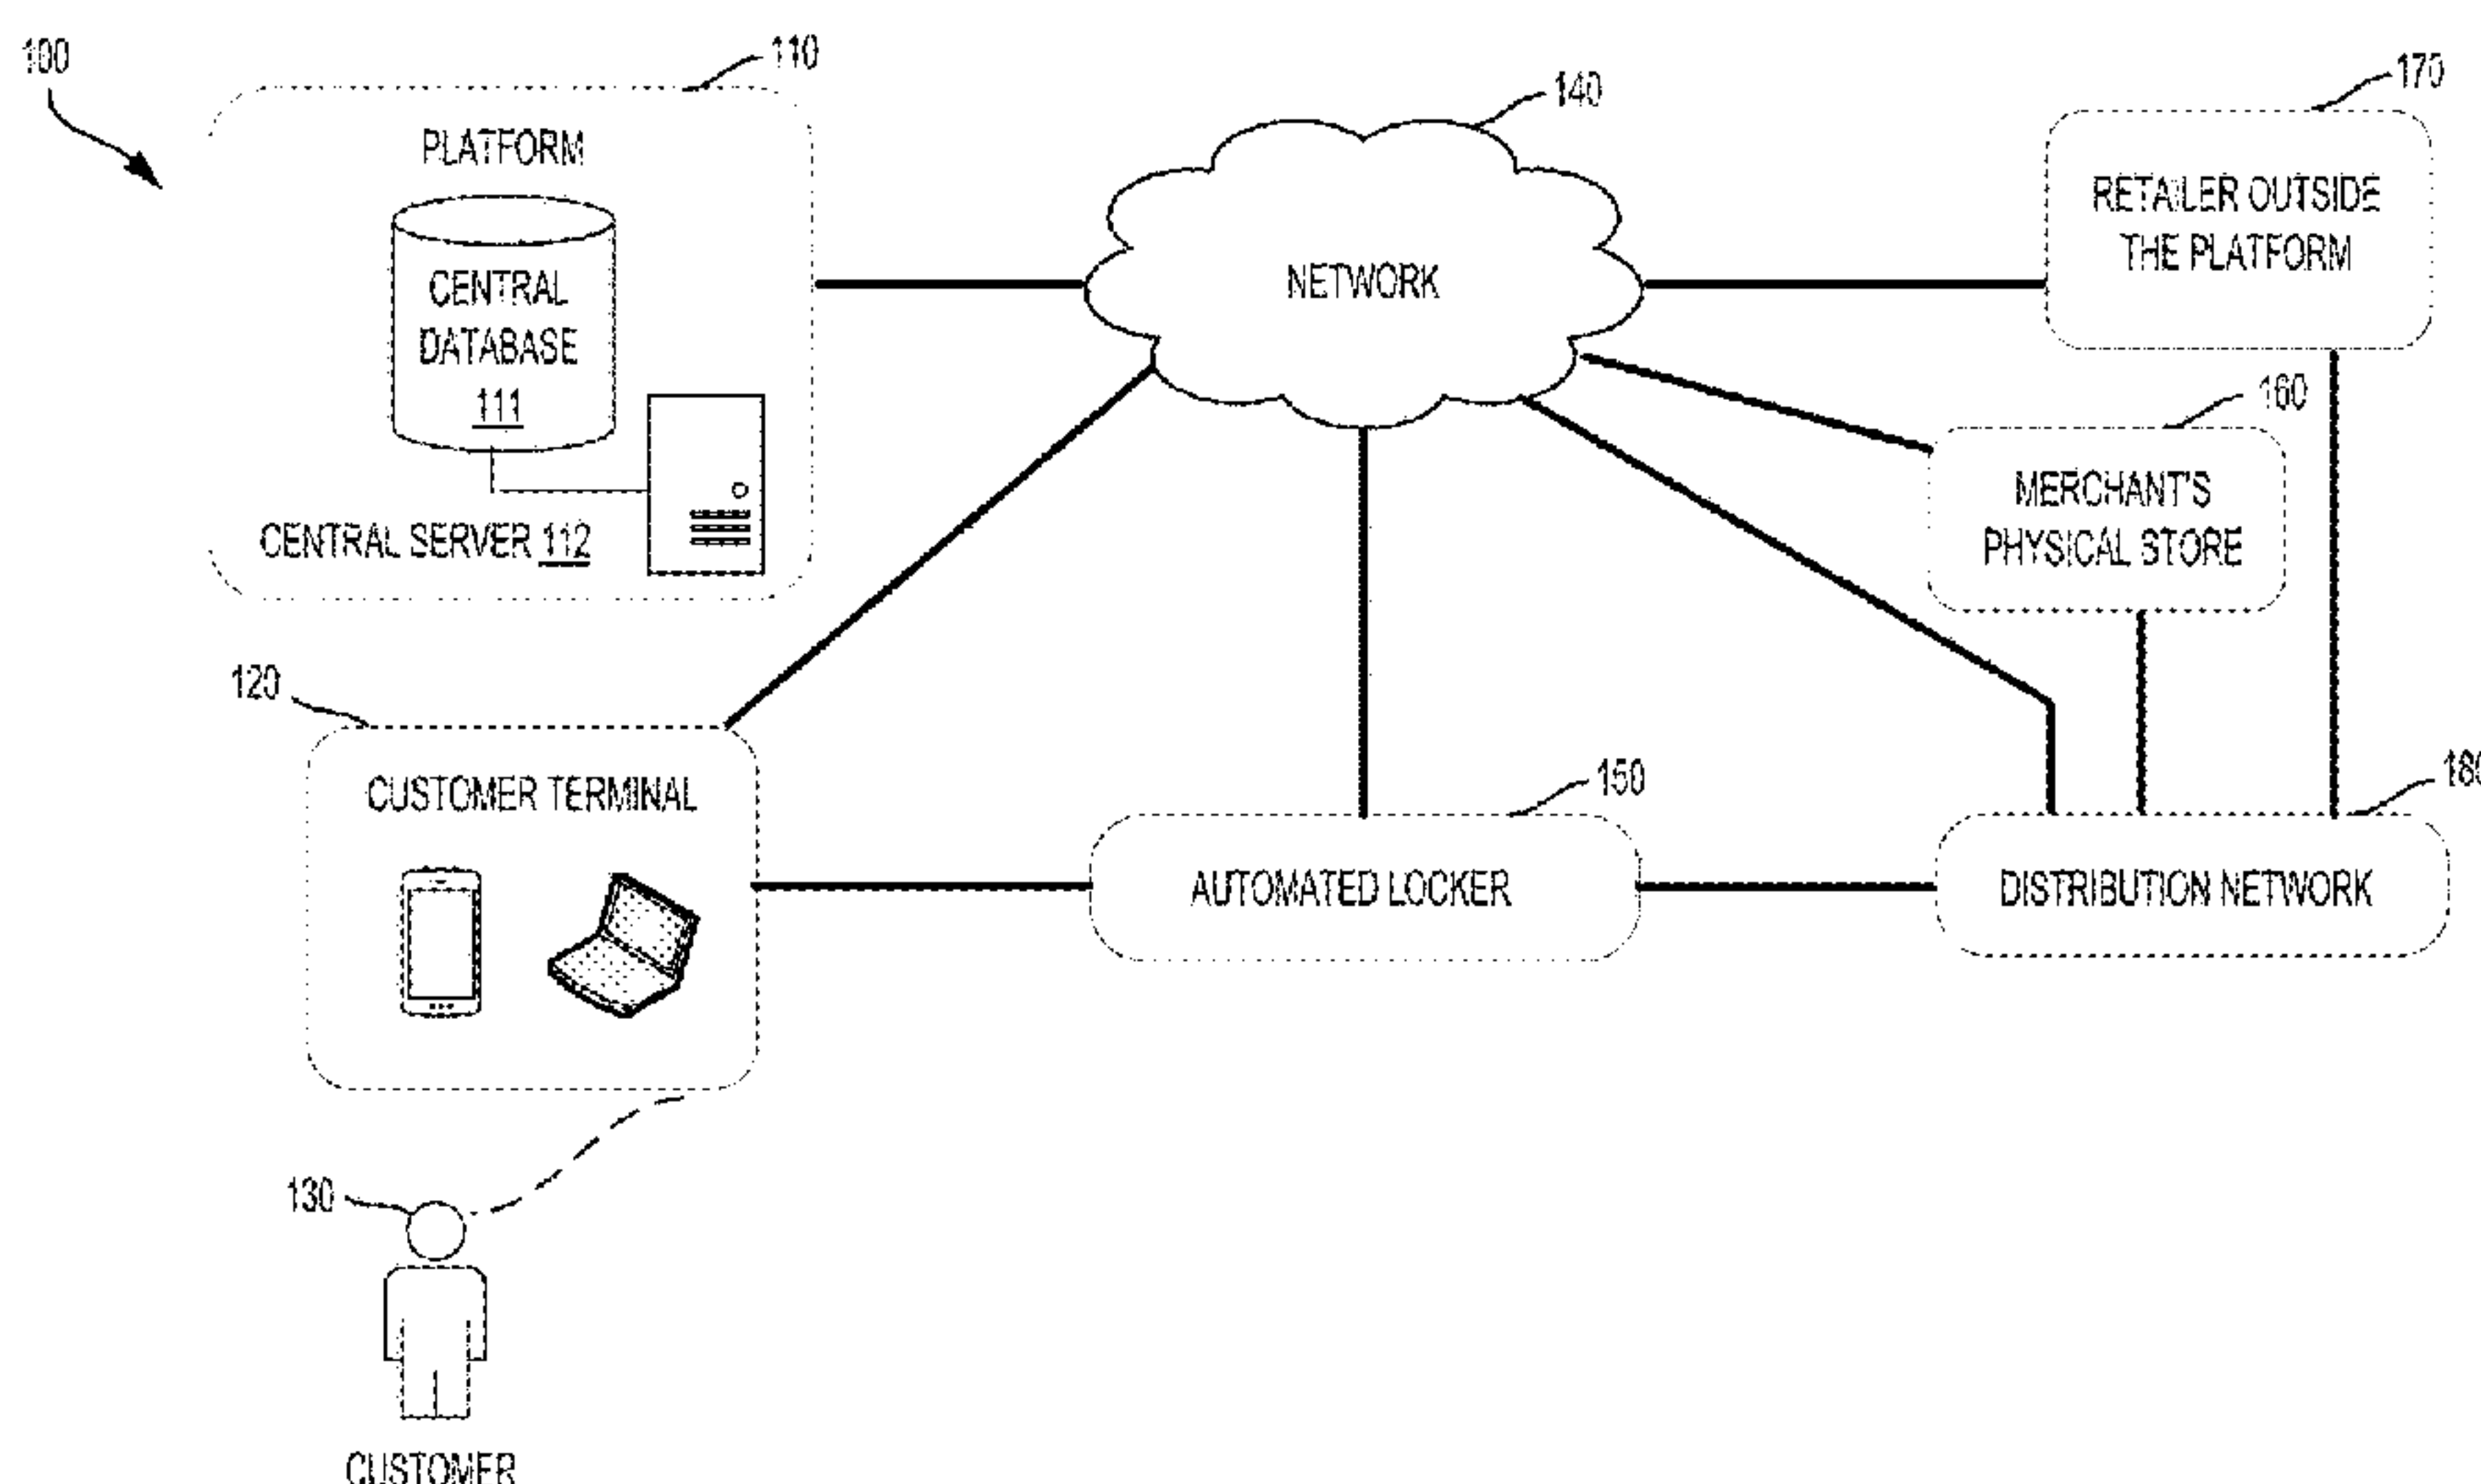 100
110
PLATFORM
CENTRAL
DATABASE
111
CENTRAL SERVER 112
140
NETWORK
170
RETAILER OUTSIDE
THE PLATFORM
160
MERCHANT'S
PHYSICAL STORE
120
CUSTOMER TERMINAL
150
AUTOMATED LOCKER
180
DISTRIBUTION NETWORK
130
CUSTOMER